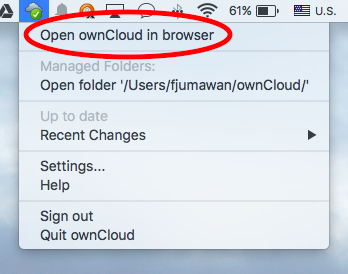 61% U.S.
Open ownCloud in browser
Managed Folders:
Open folder '/Users/fjumawan/ownCloud/'
Up to date
Recent Changes
Settings...
Help
Sign out
Quit ownCloud